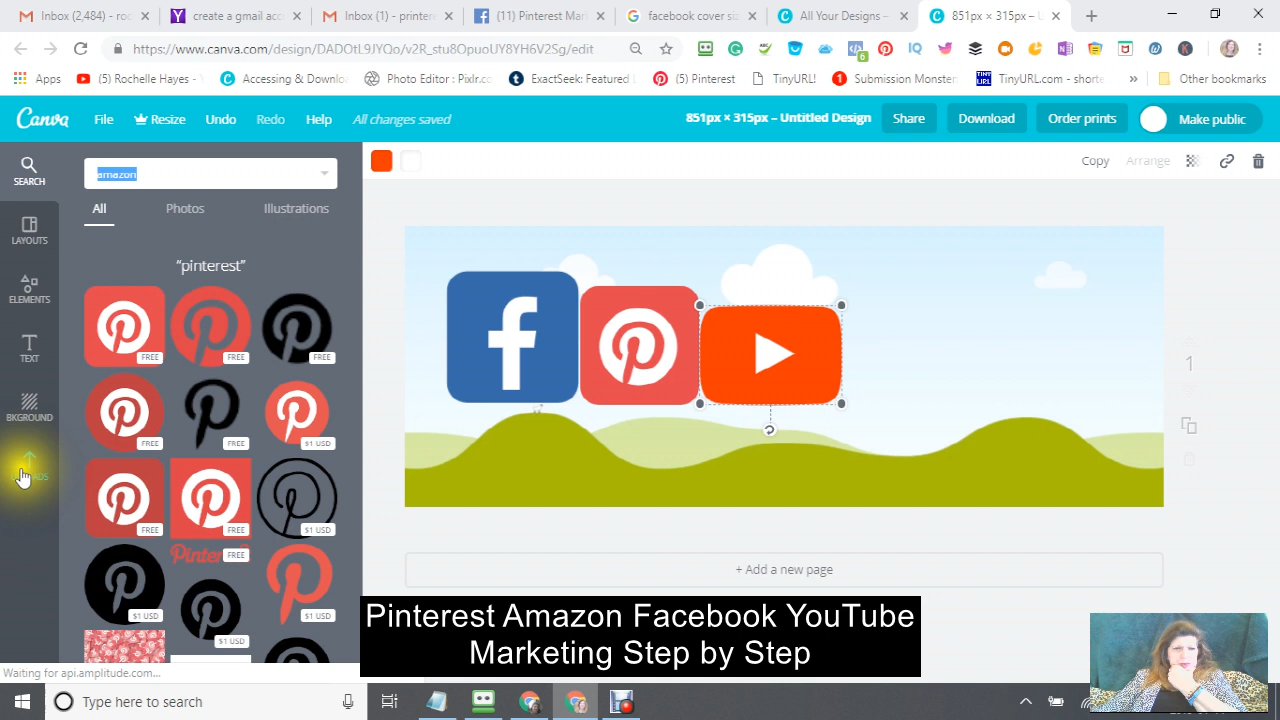 Inbox (2,484) - roc
create a gmail acc
Inbox (1) - printer
(11) Pinterest Mar
facebook cover siz
All Your Designs –
851px × 315px – U
https://www.canva.com/design/DADOtL9JYQo/v2R_stu8OpuoUY8YH6V2Sg/edit
6
Apps
(5) Rochelle Hayes -
Accessing & Downlo
Photo Editor: Pixlr.co
ExactSeek: Featured L
(5) Pinterest
TinyURL!
Submission Monster
TinyURL.com - shorte
Other bookmarks
Canva
File
Resize
Undo
Redo
Help
All changes saved
851px × 315px – Untitled Design
Share
Download
Order prints
Make public
SEARCH
amazon
Copy
Arrange
All
Photos
Illustrations
LAYOUTS
"pinterest"
ELEMENTS
TEXT
BKGROUND
FREE
FREE
FREE
FREE
FREE
$1 USD
FREE
FREE
$1 USD
FREE
$1 USD
$1 USD
$1 USD
1
+ Add a new page
Pinterest Amazon Facebook YouTube
Marketing Step by Step
Waiting for api.amplitude.com...
Type here to search